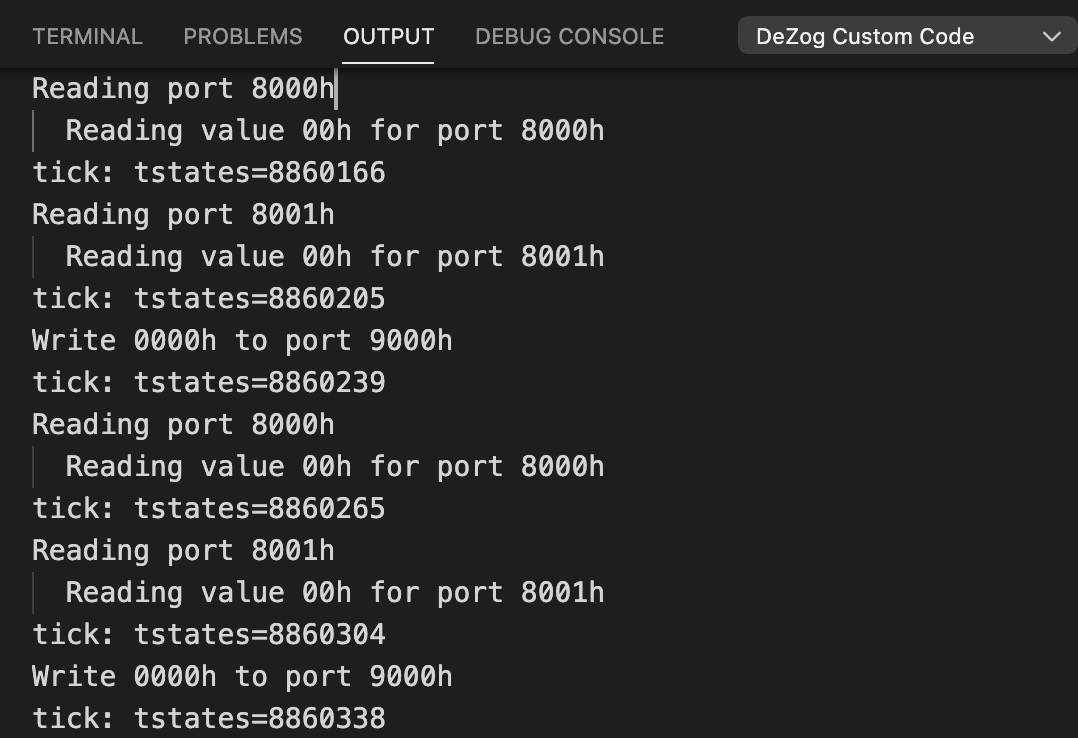 TERMINAL PROBLEMS OUTPUT DEBUG CONSOLE DeZog Custom Code
Reading port 8000h
Reading value 00h for port 8000h
tick: tstates=8860166
Reading port 8001h
Reading value 00h for port 8001h
tick: tstates=8860205
Write 0000h to port 9000h
tick: tstates=8860239
Reading port 8000h
Reading value 00h for port 8000h
tick: tstates=8860265
Reading port 8001h
Reading value 00h for port 8001h
tick: tstates=8860304
Write 0000h to port 9000h
tick: tstates=8860338